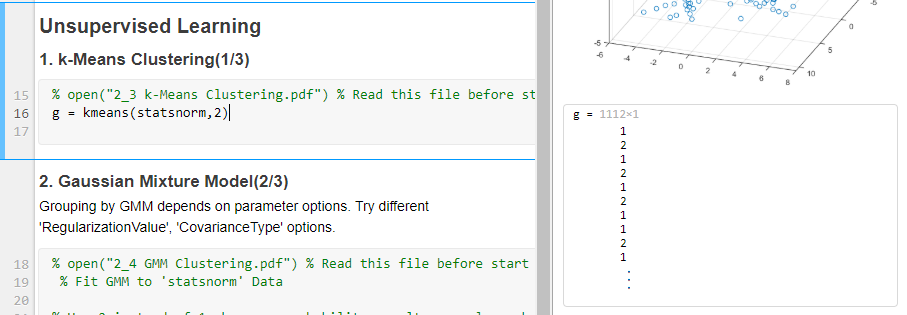 Unsupervised Learning
1. k-Means Clustering(1/3)
15 % open("2_3 k-Means Clustering.pdf") % Read this file before st
16 g = kmeans(statsnorm,2)
17
2. Gaussian Mixture Model(2/3)
Grouping by GMM depends on parameter options. Try different
'RegularizationValue', 'CovarianceType' options.
18 % open("2_4 GMM Clustering.pdf") % Read this file before start
19 % Fit GMM to 'statsnorm' Data
20
-5
-6
-4
-2
0
2
4
6
8
10
5
0
-5
g = 1112×1
1
2
1
2
1
2
1
1
2
1